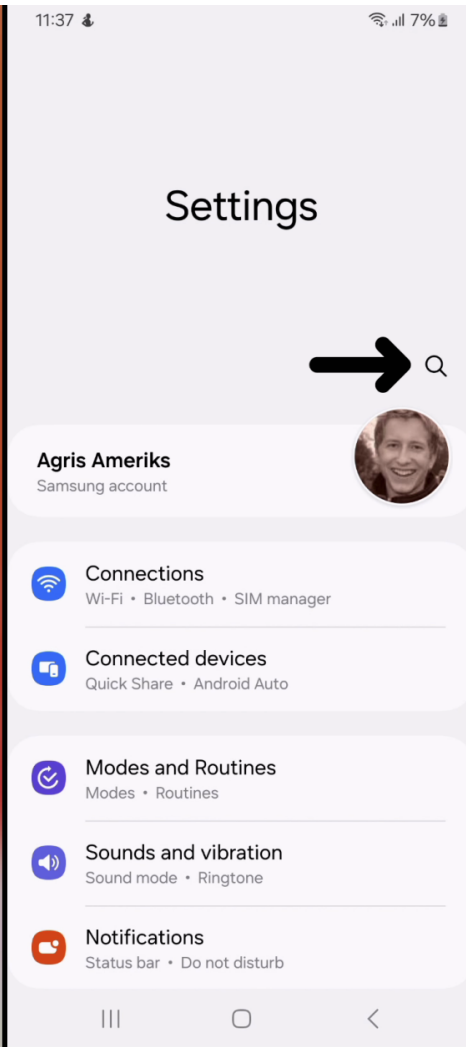 11:37 7%
Settings
Agris Ameriks
Samsung account
Connections
Wi-Fi • Bluetooth • SIM manager
Connected devices
Quick Share • Android Auto
Modes and Routines
Modes • Routines
Sounds and vibration
Sound mode • Ringtone
Notifications
Status bar • Do not disturb